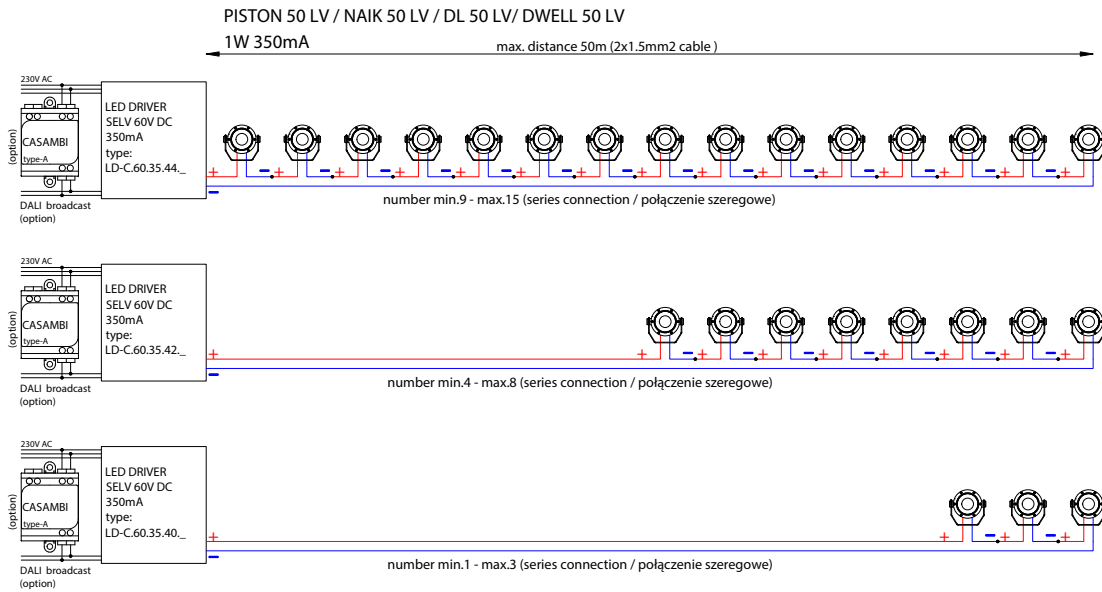 PISTON 50 LV / NAIK 50 LV / DL 50 LV/ DWELL 50 LV
1W 350mA
max. distance 50m (2x1.5mm2 cable )
230V AC
(option)
CASAMBI
type-A
DALI broadcast
(option)
LED DRIVER
SELV 60V DC
350mA
type:
LD-C.60.35.44._
+ − + − + − + − + − + − + − + − + − + − + − + − + − + − +
−
number min.9 - max.15 (series connection / połączenie szeregowe)
230V AC
(option)
CASAMBI
type-A
DALI broadcast
(option)
LED DRIVER
SELV 60V DC
350mA
type:
LD-C.60.35.42._
+ + − + − + − + − + − + − + −
−
number min.4 - max.8 (series connection / połączenie szeregowe)
230V AC
(option)
CASAMBI
type-A
DALI broadcast
(option)
LED DRIVER
SELV 60V DC
350mA
type:
LD-C.60.35.40._
+ + − + − +
−
number min.1 - max.3 (series connection / połączenie szeregowe)